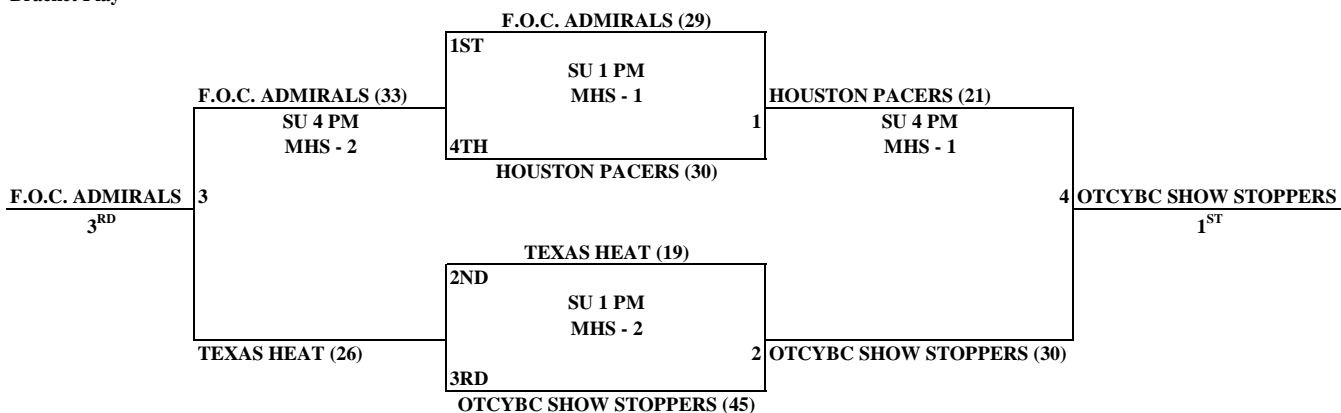 Bracket Play
F.O.C. ADMIRALS (29)
1ST
SU 1 PM
MHS - 1
F.O.C. ADMIRALS (33)
HOUSTON PACERS (21)
SU 4 PM
MHS - 2
1
SU 4 PM
MHS - 1
4TH
HOUSTON PACERS (30)
F.O.C. ADMIRALS
3
4
OTCYBC SHOW STOPPERS
3RD
1ST
TEXAS HEAT (19)
2ND
SU 1 PM
MHS - 2
TEXAS HEAT (26)
2
OTCYBC SHOW STOPPERS (30)
3RD
OTCYBC SHOW STOPPERS (45)